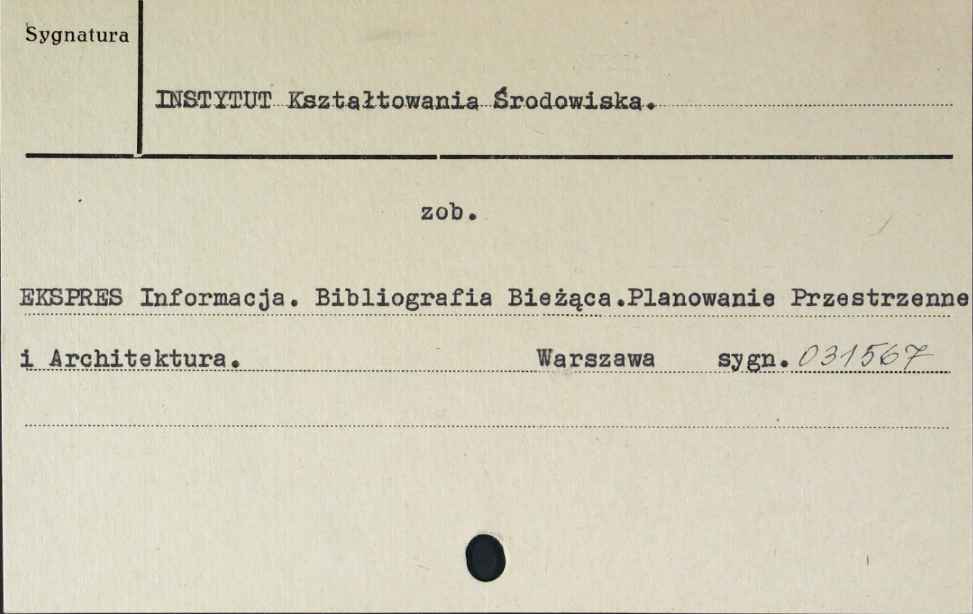 Sygnatura
INSTYTUT Kształtowania Środowiska.
zob.
EKSPRES Informacja. Bibliografia Bieżąca.Planowanie Przestrzenne
i Architektura. Warszawa sygn. 031567